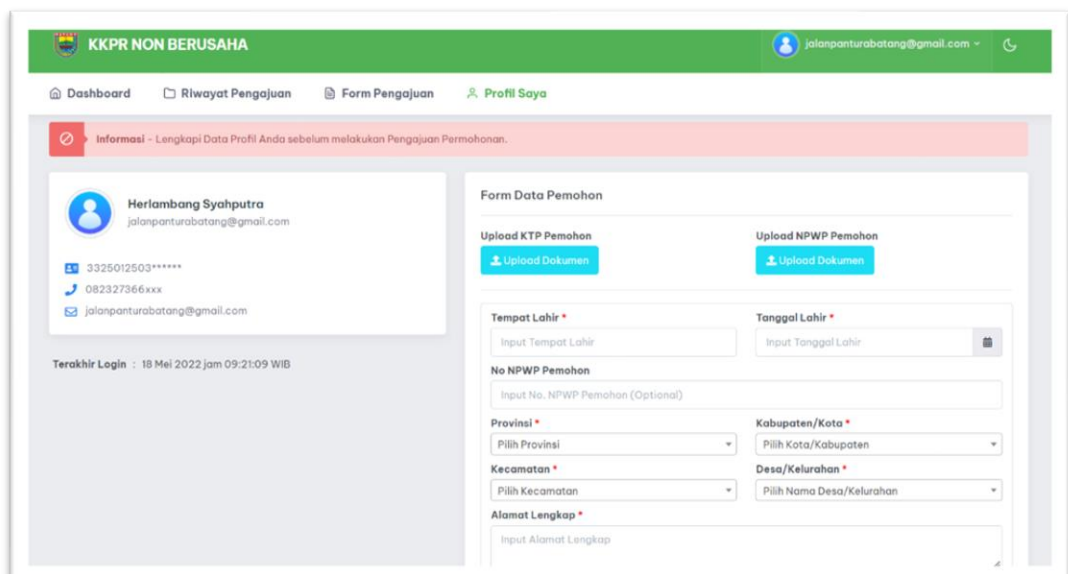 KKPR NON BERUSAHA
jalanpanturabatang@gmail.com
Dashboard
Riwayat Pengajuan
Form Pengajuan
Profil Saya
Informasi - Lengkapi Data Profil Anda sebelum melakukan Pengajuan Permohonan.
Herlambang Syahputra
jalanpanturabatang@gmail.com
3325012503******
082327366xxx
jalanpanturabatang@gmail.com
Terakhir Login : 18 Mei 2022 jam 09:21:09 WIB
Form Data Pemohon
Upload KTP Pemohon
Upload Dokumen
Upload NPWP Pemohon
Upload Dokumen
Tempat Lahir *
Input Tempat Lahir
Tanggal Lahir *
Input Tanggal Lahir
No NPWP Pemohon
Input No. NPWP Pemohon (Optional)
Provinsi *
Pilih Provinsi
Kabupaten/Kota *
Pilih Kota/Kabupaten
Kecamatan *
Pilih Kecamatan
Desa/Kelurahan *
Pilih Nama Desa/Kelurahan
Alamat Lengkap *
Input Alamat Lengkap